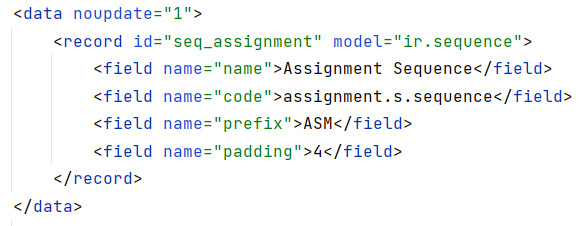 <data noupdate="1">
    <record id="seq_assignment" model="ir.sequence">
        <field name="name">Assignment Sequence</field>
        <field name="code">assignment.s.sequence</field>
        <field name="prefix">ASM</field>
        <field name="padding">4</field>
    </record>
</data>